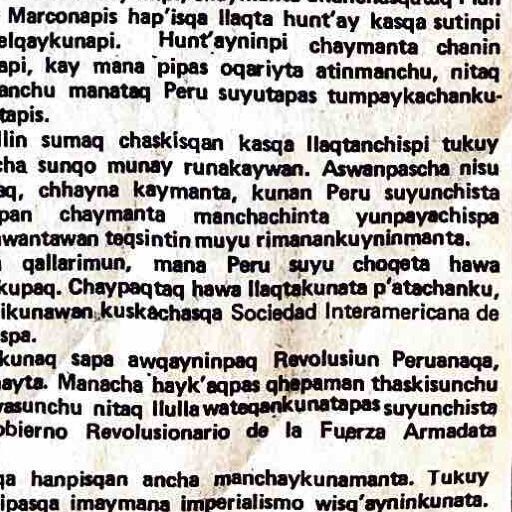 Marconapis hap'isqa llaqta hunt'ay kasqa sutinpi
elqaykunapi. Hunt'ayninpi chaymanta chanin
api, kay mana pipas oqariyta atinmanchu, nitaq
anchu manataq Peru suyutapas tumpaykachanku-
tapis.
llin sumaq chaskisqan kasqa llaqtanchispi tukuy
cha sunqo munay runakaywan. Aswanpascha nisu
aq, chhayna kaymanta, kunan Peru suyunchista
pan chaymanta manchachinta yunpayachispa
wantawan teqsintin muyu rimanankuyninmanta.
qallarimun, mana Peru suyu choqeta hawa
kupaq. Chaypaqtaq hawa llaqtakunata p'atachanku,
ikunawan kuskachasqa Sociedad Interamericana de
spa.
kunaq sapa awqayninpaq Revolusiun Peruanaqa,
ayta. Manacha hayk'aqpas qhepaman thaskisunchu
yasunchu nitaq llulla wateqankunatapas suyunchista
obierno Revolusionario de la Fuerza Armadata
qa hanpisqan ancha manchaykunamanta. Tukuy
ipasqa imaymana imperialismo wisq'ayninkunata.